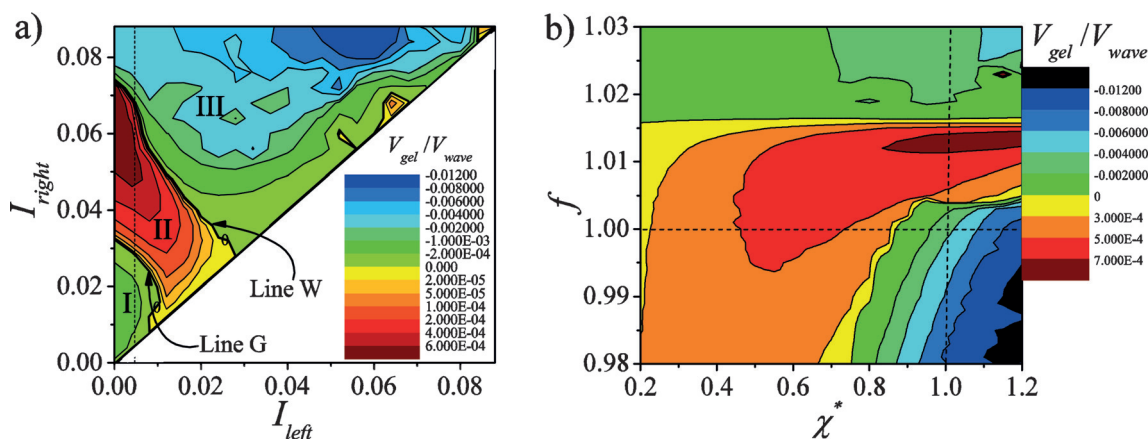 a)
0.08
0.06
0.04
0.02
0.00
I_right
III
II
I
0
0
Line W
Line G
V_gel/V_wave
-0.01200
-0.008000
-0.006000
-0.004000
-0.002000
-1.000E-03
-2.000E-04
0.000
2.000E-05
5.000E-05
1.000E-04
2.000E-04
4.000E-04
6.000E-04
0.00 0.02 0.04 0.06 0.08
I_left
b)
1.03
1.02
1.01
1.00
0.99
0.98
f
0.2 0.4 0.6 0.8 1.0 1.2
χ*
V_gel/V_wave
-0.01200
-0.008000
-0.006000
-0.004000
-0.002000
0
3.000E-4
5.000E-4
7.000E-4